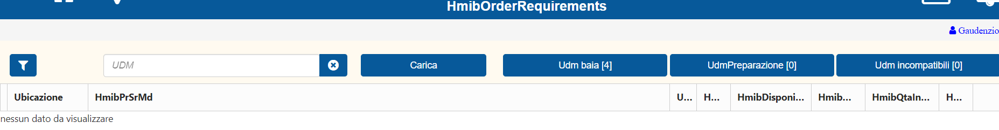 HmibOrderRequirements
Gaudenzio
UDM Carica Udm baia [4] UdmPreparazione [0] Udm incompatibili [0]
Ubicazione HmibPrSrMd U... H... HmibDisponi... Hmib... HmibQtaIn... H...
nessun dato da visualizzare